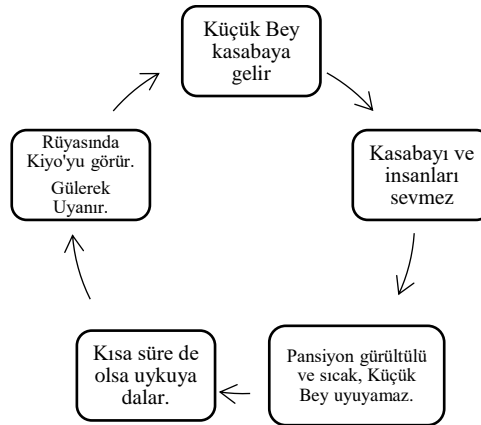 Küçük Bey
kasabaya
gelir
Kasabayı ve
insanları
sevmez
Pansiyon gürültülü
ve sıcak, Küçük
Bey uyuyamaz.
Kısa süre de
olsa uykuya
dalar.
Rüyasında
Kiyo'yu görür.
Gülerek
Uyanır.